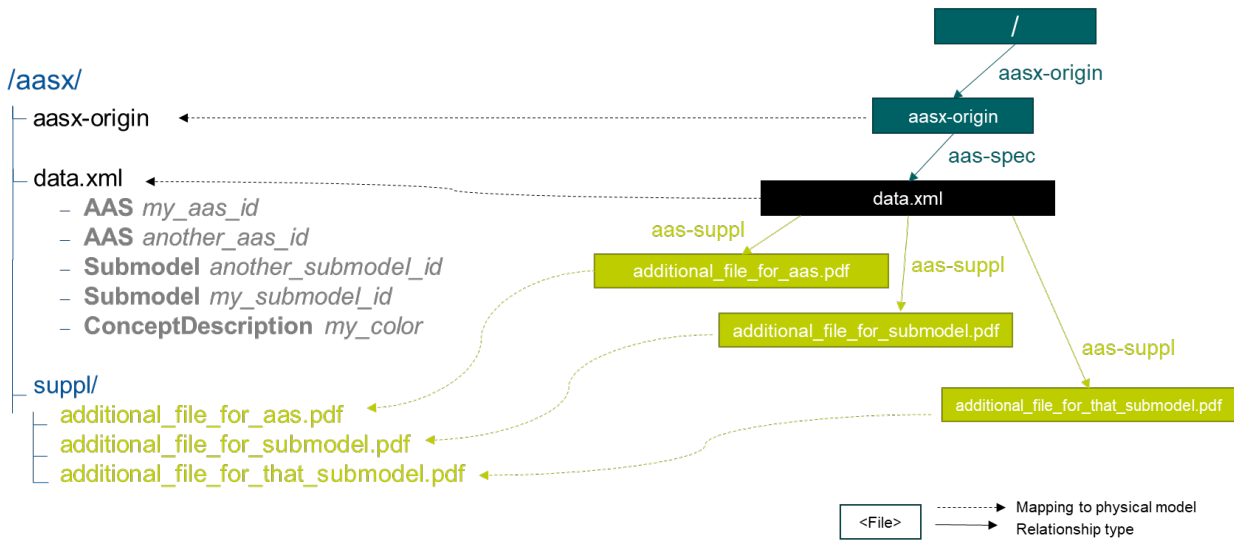 /
aasx-origin
/aasx/
aasx-origin
aasx-origin
aas-spec
data.xml
data.xml
– AAS my_aas_id
– AAS another_aas_id
– Submodel another_submodel_id
– Submodel my_submodel_id
– ConceptDescription my_color
aas-suppl
additional_file_for_aas.pdf
aas-suppl
additional_file_for_submodel.pdf
aas-suppl
additional_file_for_that_submodel.pdf
suppl/
additional_file_for_aas.pdf
additional_file_for_submodel.pdf
additional_file_for_that_submodel.pdf
<File>
Mapping to physical model
Relationship type